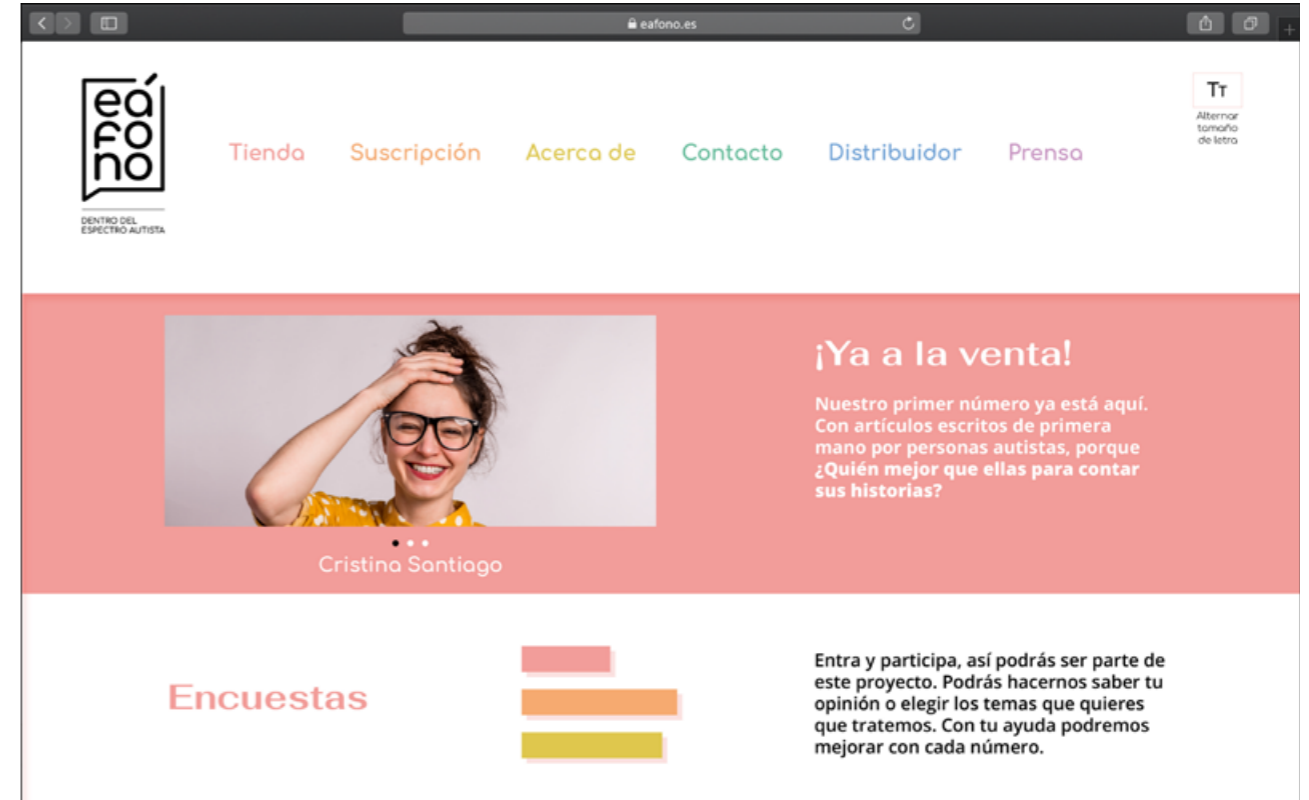 eafono.es
eá
fo
no
DENTRO DEL
ESPECTRO AUTISTA
Tienda Suscripción Acerca de Contacto Distribuidor Prensa
Tт
Alternar
tamaño
de letra
¡Ya a la venta!
Nuestro primer número ya está aquí.
Con artículos escritos de primera
mano por personas autistas, porque
¿Quién mejor que ellas para contar
sus historias?
Cristina Santiago
Encuestas
Entra y participa, así podrás ser parte de
este proyecto. Podrás hacernos saber tu
opinión o elegir los temas que quieres
que tratemos. Con tu ayuda podremos
mejorar con cada número.